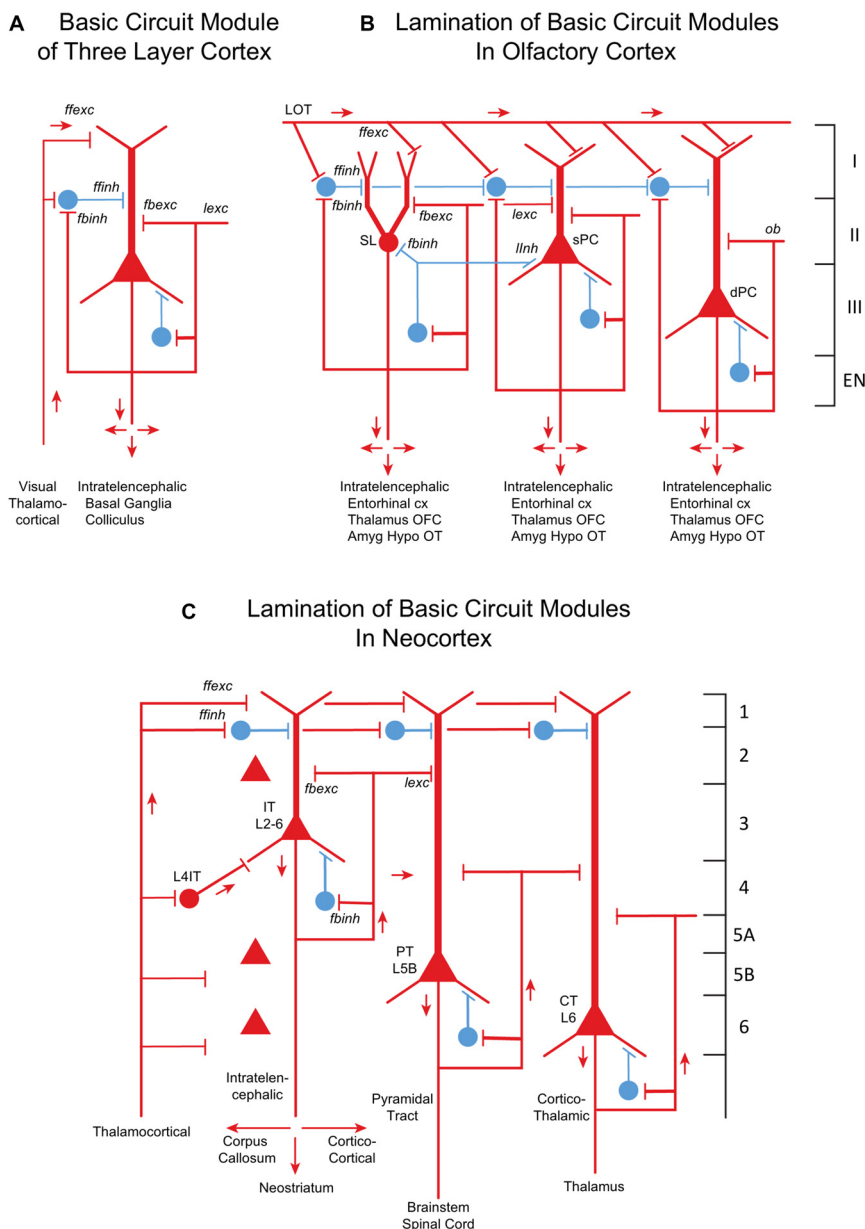 A
Basic Circuit Module
of Three Layer Cortex
ffexc
ffinh
fbexc
lexc
fbinh
Visual
Thalamo-
cortical
Intratelencephalic
Basal Ganglia
Colliculus
B
Lamination of Basic Circuit Modules
In Olfactory Cortex
LOT
ffexc
ffinh
fbinh
fbexc
lexc
SL
fbinh
lInh
sPC
ob
dPC
I
II
III
EN
Intratelencephalic
Entorhinal cx
Thalamus OFC
Amyg Hypo OT
Intratelencephalic
Entorhinal cx
Thalamus OFC
Amyg Hypo OT
Intratelencephalic
Entorhinal cx
Thalamus OFC
Amyg Hypo OT
C
Lamination of Basic Circuit Modules
In Neocortex
ffexc
ffinh
fbexc
lexc
IT
L2-6
L4IT
fbinh
PT
L5B
CT
L6
1
2
3
4
5A
5B
6
Intratelen-
cephalic
Thalamocortical
Corpus
Callosum
Cortico-
Cortical
Neostriatum
Pyramidal
Tract
Brainstem
Spinal Cord
Cortico-
Thalamic
Thalamus